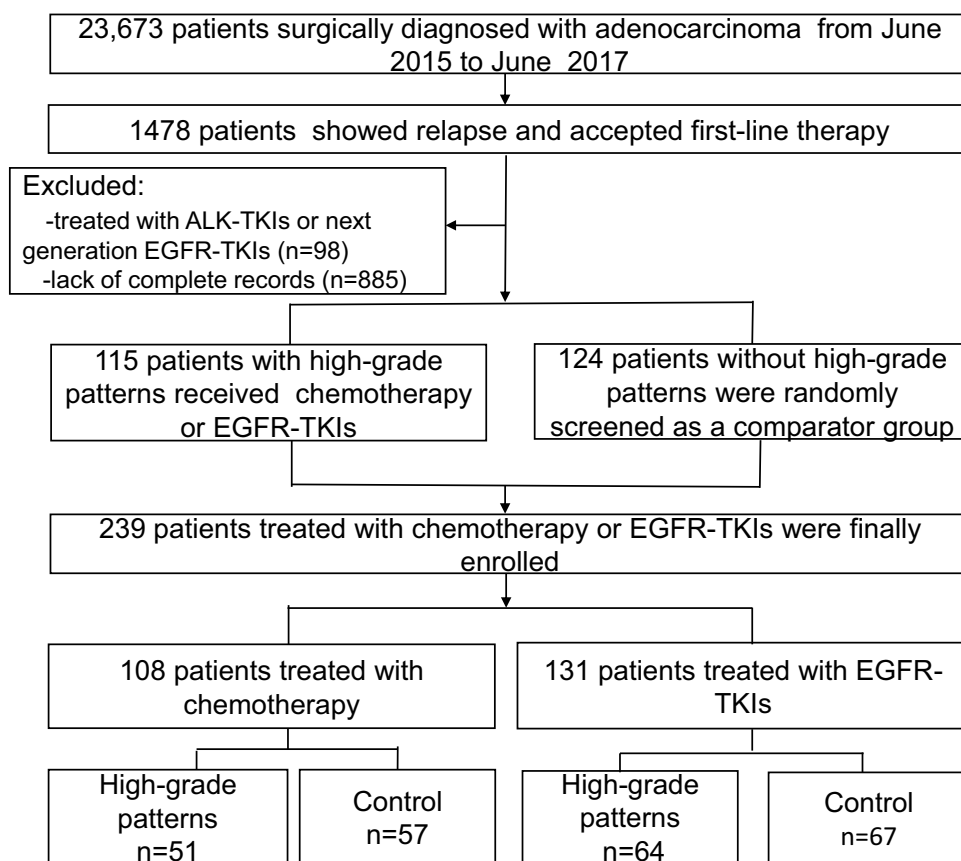 23,673 patients surgically diagnosed with adenocarcinoma from June
2015 to June 2017
1478 patients showed relapse and accepted first-line therapy
Excluded:
-treated with ALK-TKIs or next
generation EGFR-TKIs (n=98)
-lack of complete records (n=885)
115 patients with high-grade
patterns received chemotherapy
or EGFR-TKIs
124 patients without high-grade
patterns were randomly
screened as a comparator group
239 patients treated with chemotherapy or EGFR-TKIs were finally
enrolled
108 patients treated with
chemotherapy
131 patients treated with EGFR-
TKIs
High-grade
patterns
n=51
Control
n=57
High-grade
patterns
n=64
Control
n=67